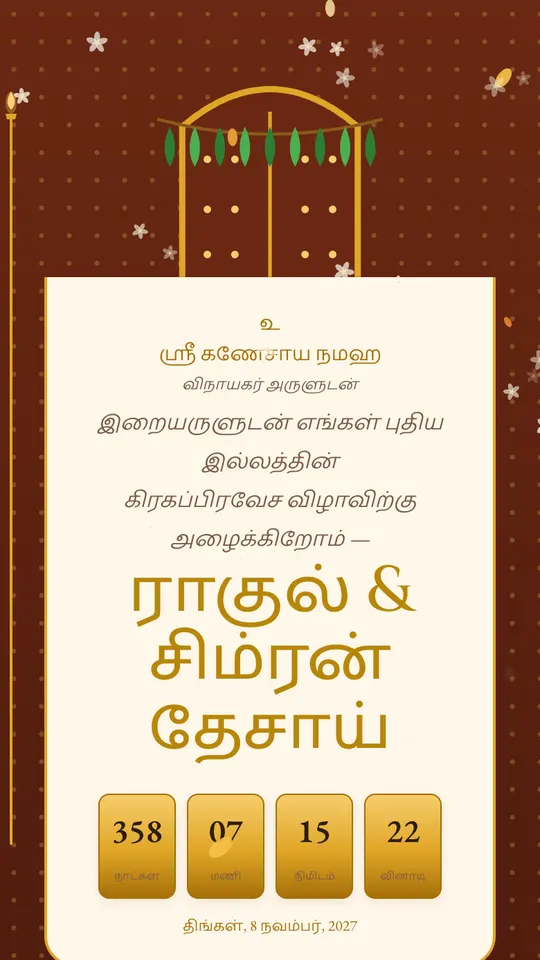 உ
ஸ்ரீ கணேசாய நமஹ
விநாயகர் அருளுடன்
இறையருளுடன் எங்கள் புதிய
இல்லத்தின்
கிரகப்பிரவேச விழாவிற்கு
அழைக்கிறோம் —
ராகுல் &
சிம்ரன்
தேசாய்
358 07 15 22
நாட்கள் மணி நிமிடம் வினாடி
திங்கள், 8 நவம்பர், 2027